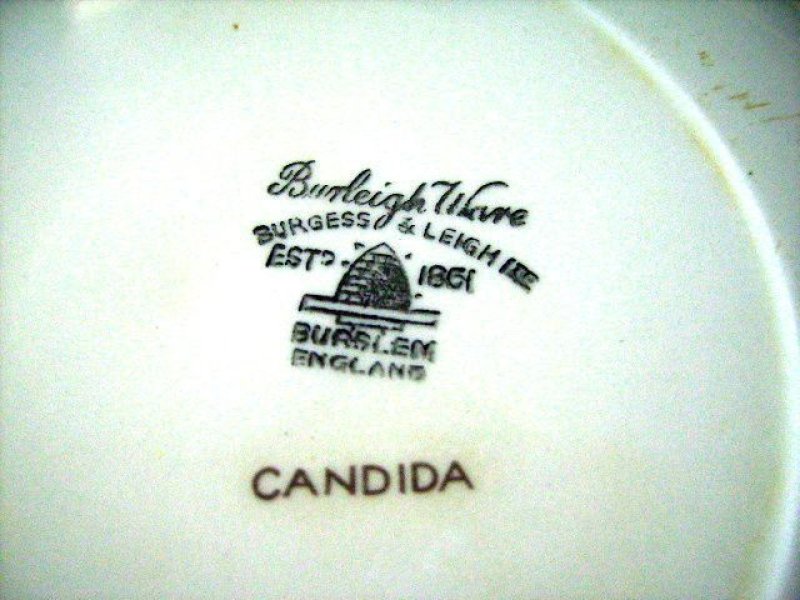 Burleigh Ware
BURGESS & LEIGH LTD
ESTD 1861
BURSLEM
ENGLAND
CANDIDA